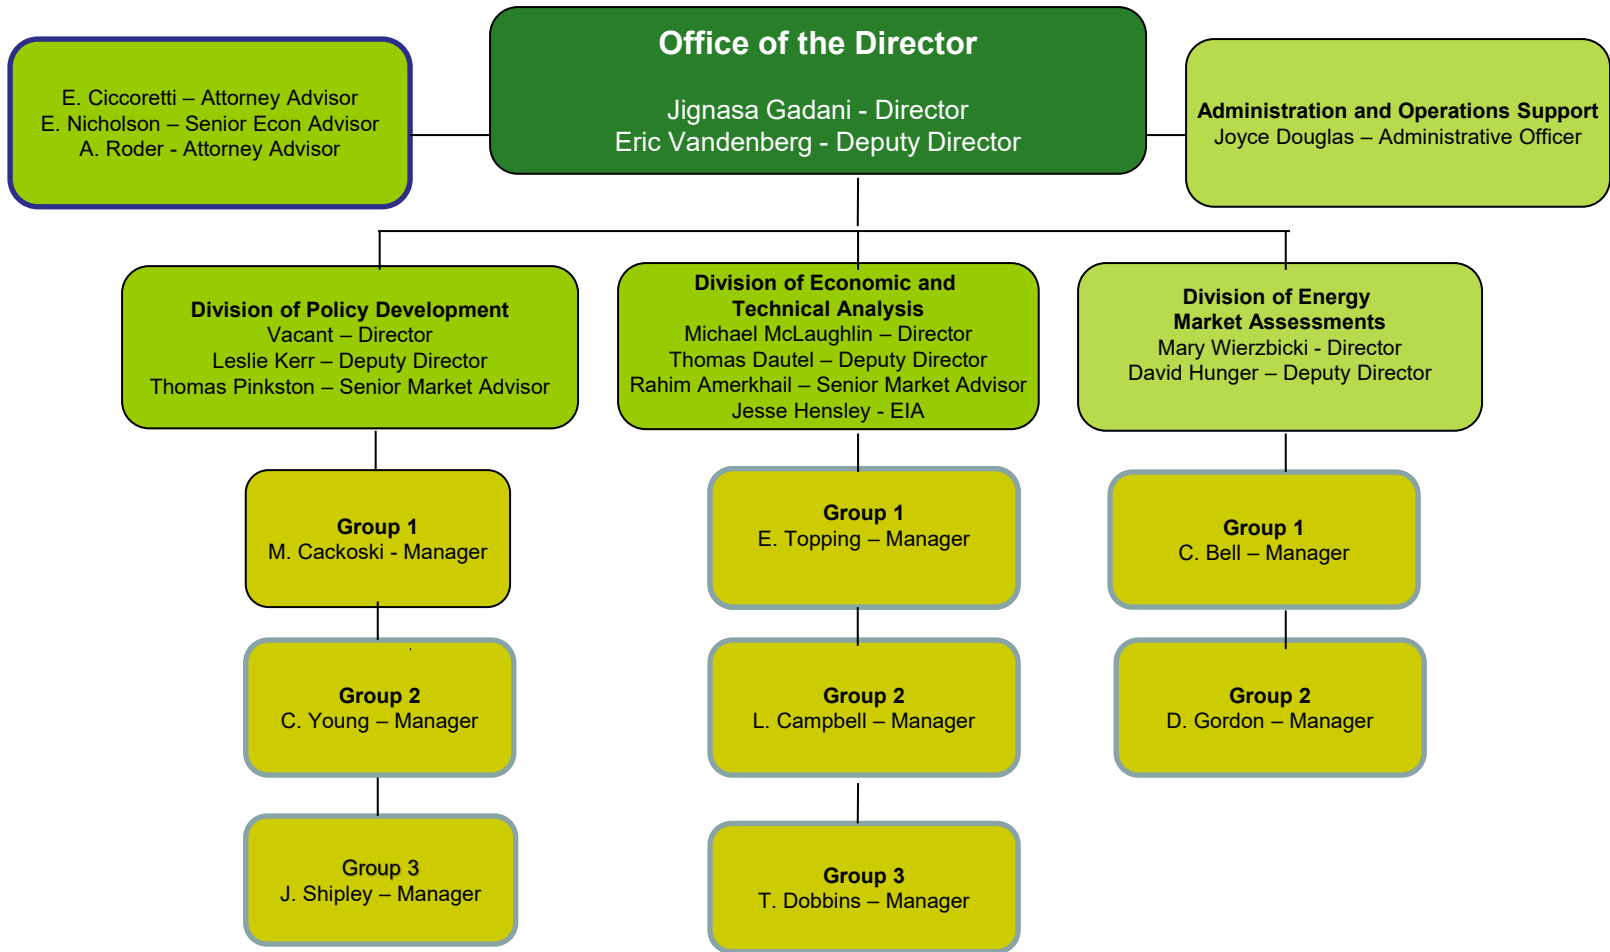 Office of the Director
Jignasa Gadani - Director
Eric Vandenberg - Deputy Director
E. Ciccoretti – Attorney Advisor
E. Nicholson – Senior Econ Advisor
A. Roder - Attorney Advisor
Administration and Operations Support
Joyce Douglas – Administrative Officer
Division of Policy Development
Vacant – Director
Leslie Kerr – Deputy Director
Thomas Pinkston – Senior Market Advisor
Division of Economic and
Technical Analysis
Michael McLaughlin – Director
Thomas Dautel – Deputy Director
Rahim Amerkhail – Senior Market Advisor
Jesse Hensley - EIA
Division of Energy
Market Assessments
Mary Wierzbicki - Director
David Hunger – Deputy Director
Group 1
M. Cackoski - Manager
Group 1
E. Topping – Manager
Group 1
C. Bell – Manager
Group 2
C. Young – Manager
Group 2
L. Campbell – Manager
Group 2
D. Gordon – Manager
Group 3
J. Shipley – Manager
Group 3
T. Dobbins – Manager